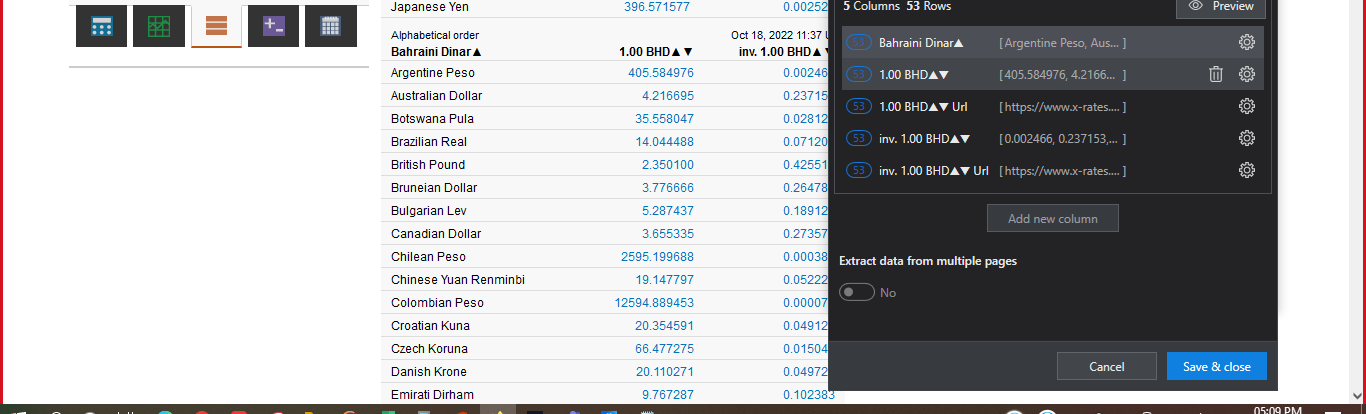 Japanese Yen 396.571577 0.00252
Alphabetical order Oct 18, 2022 11:37
Bahraini Dinar▲ 1.00 BHD▲▼ inv. 1.00 BHD▲
Argentine Peso 405.584976 0.00246
Australian Dollar 4.216695 0.23715
Botswana Pula 35.558047 0.02812
Brazilian Real 14.044488 0.07120
British Pound 2.350100 0.42551
Bruneian Dollar 3.776666 0.26478
Bulgarian Lev 5.287437 0.18912
Canadian Dollar 3.655335 0.27357
Chilean Peso 2595.199688 0.00038
Chinese Yuan Renminbi 19.147797 0.05222
Colombian Peso 12594.889453 0.00007
Croatian Kuna 20.354591 0.04912
Czech Koruna 66.477275 0.01504
Danish Krone 20.110271 0.04972
Emirati Dirham 9.767287 0.102383
5 Columns 53 Rows Preview
53 Bahraini Dinar▲ [Argentine Peso, Aus... ]
53 1.00 BHD▲▼ [405.584976, 4.2166... ]
53 1.00 BHD▲▼ Url [https://www.x-rates.... ]
53 inv. 1.00 BHD▲▼ [0.002466, 0.237153,... ]
53 inv. 1.00 BHD▲▼ Url [https://www.x-rates.... ]
Add new column
Extract data from multiple pages
No
Cancel Save & close
05:09 PM